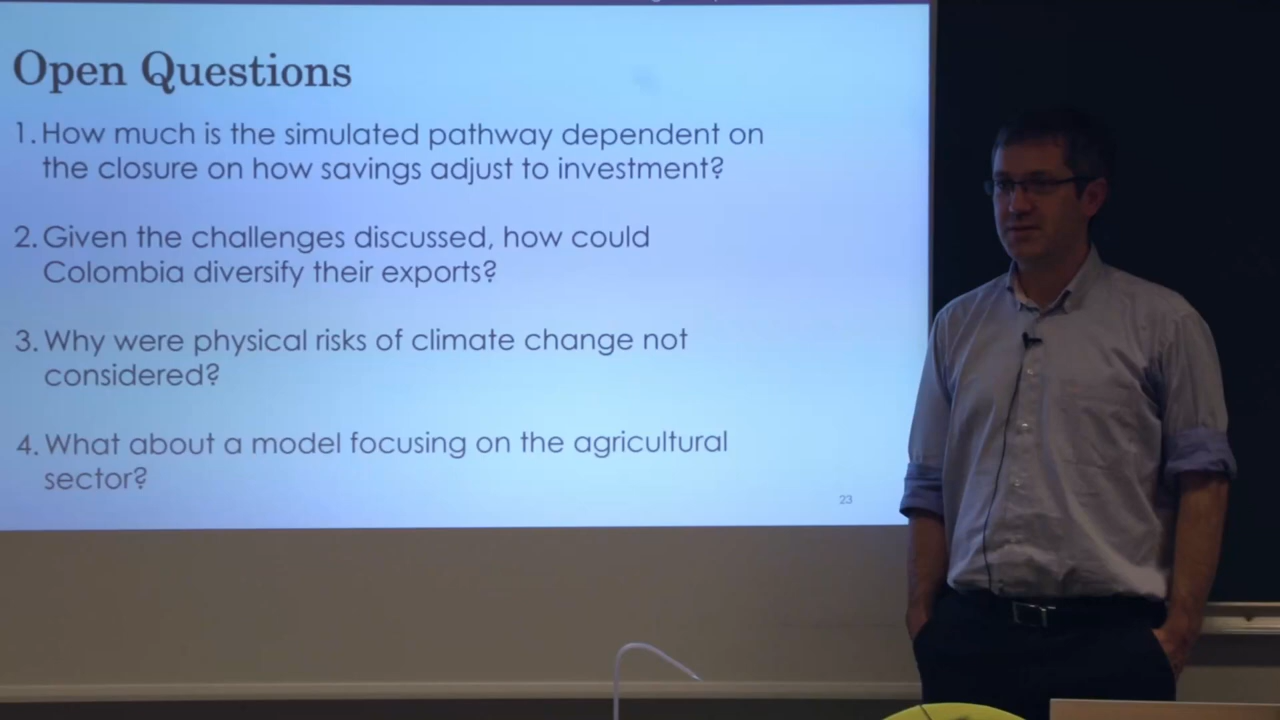 Open Questions
1. How much is the simulated pathway dependent on
the closure on how savings adjust to investment?
2. Given the challenges discussed, how could
Colombia diversify their exports?
3. Why were physical risks of climate change not
considered?
4. What about a model focusing on the agricultural
sector?
23